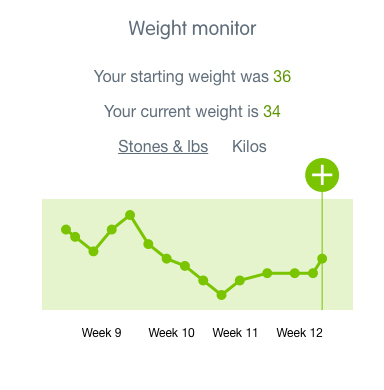 Weight monitor
Your starting weight was 36
Your current weight is 34
Stones & lbs Kilos
Week 9 Week 10 Week 11 Week 12